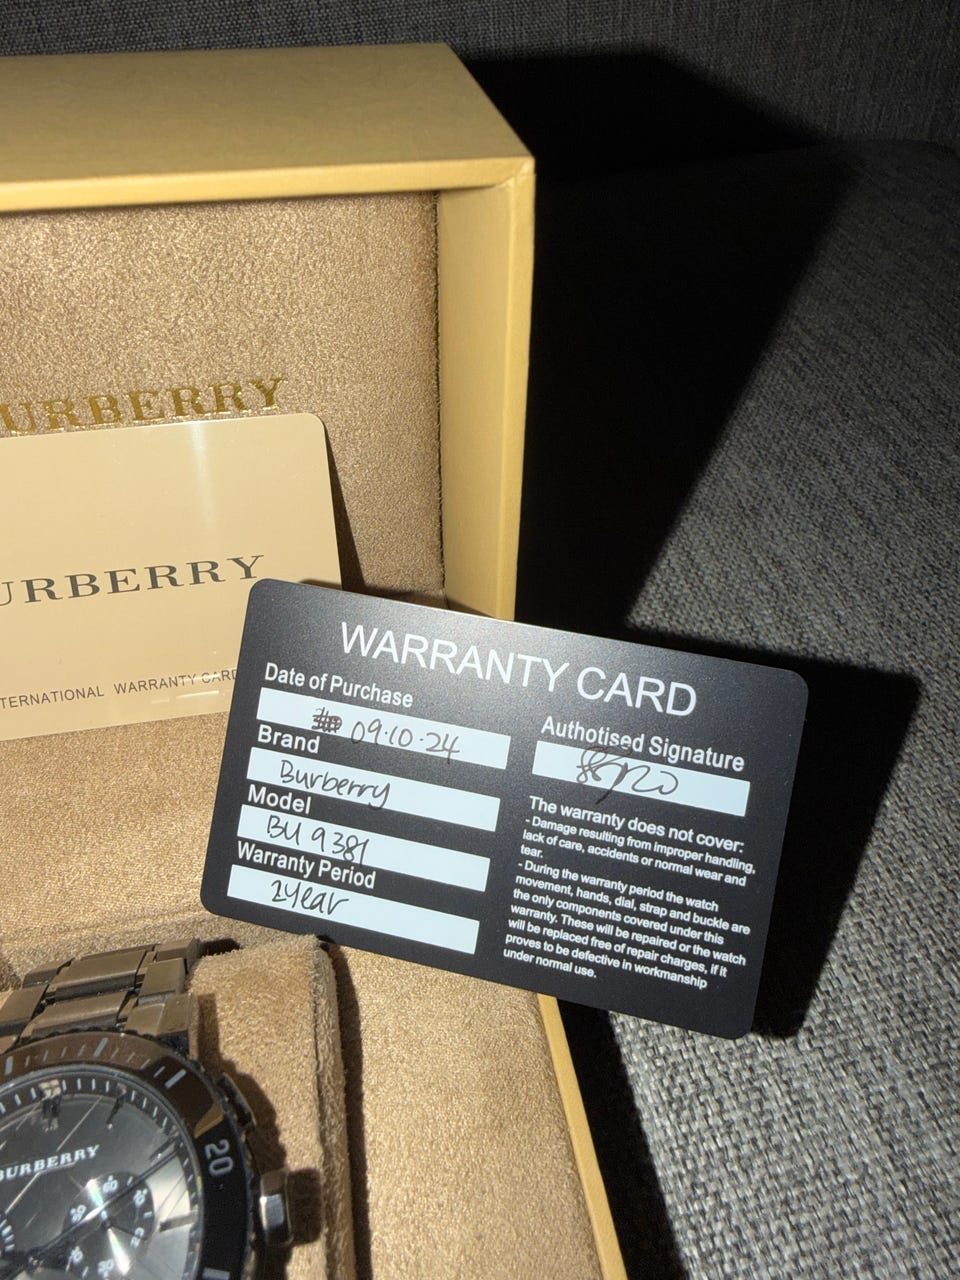 URBERRY
URBERRY
TERNATIONAL WARRANTY CARD
WARRANTY CARD
Date of Purchase
09.10.24
Brand
Burberry
Model
BU 9381
Warranty Period
2Year
Authotised Signature
The warranty does not cover:
- Damage resulting from improper handling,
lack of care, accidents or normal wear and
tear.
- During the warranty period the watch
movement, hands, dial, strap and buckle are
the only components covered under this
warranty. These will be repaired or the watch
will be replaced free of repair charges, if it
proves to be defective in workmanship
under normal use.
BURBERRY
20
60